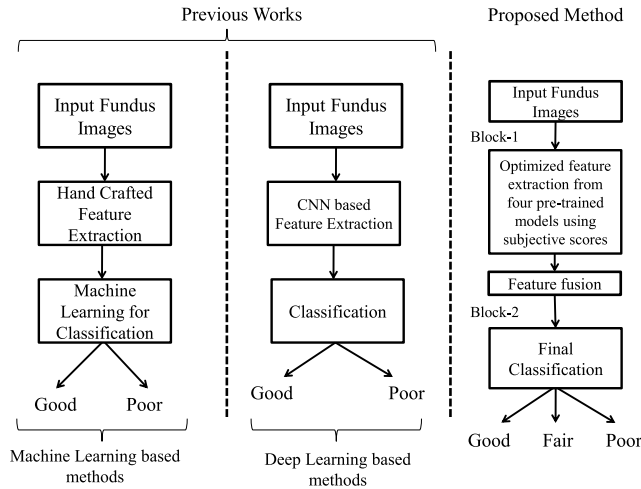 Previous Works
Input Fundus
Images
Hand Crafted
Feature
Extraction
Machine
Learning for
Classification
Good Poor
Machine Learning based
methods
Input Fundus
Images
CNN based
Feature Extraction
Classification
Good Poor
Deep Learning based
methods
Proposed Method
Input Fundus
Images
Block-1
Optimized feature
extraction from
four pre-trained
models using
subjective scores
Feature fusion
Block-2
Final
Classification
Good Fair Poor